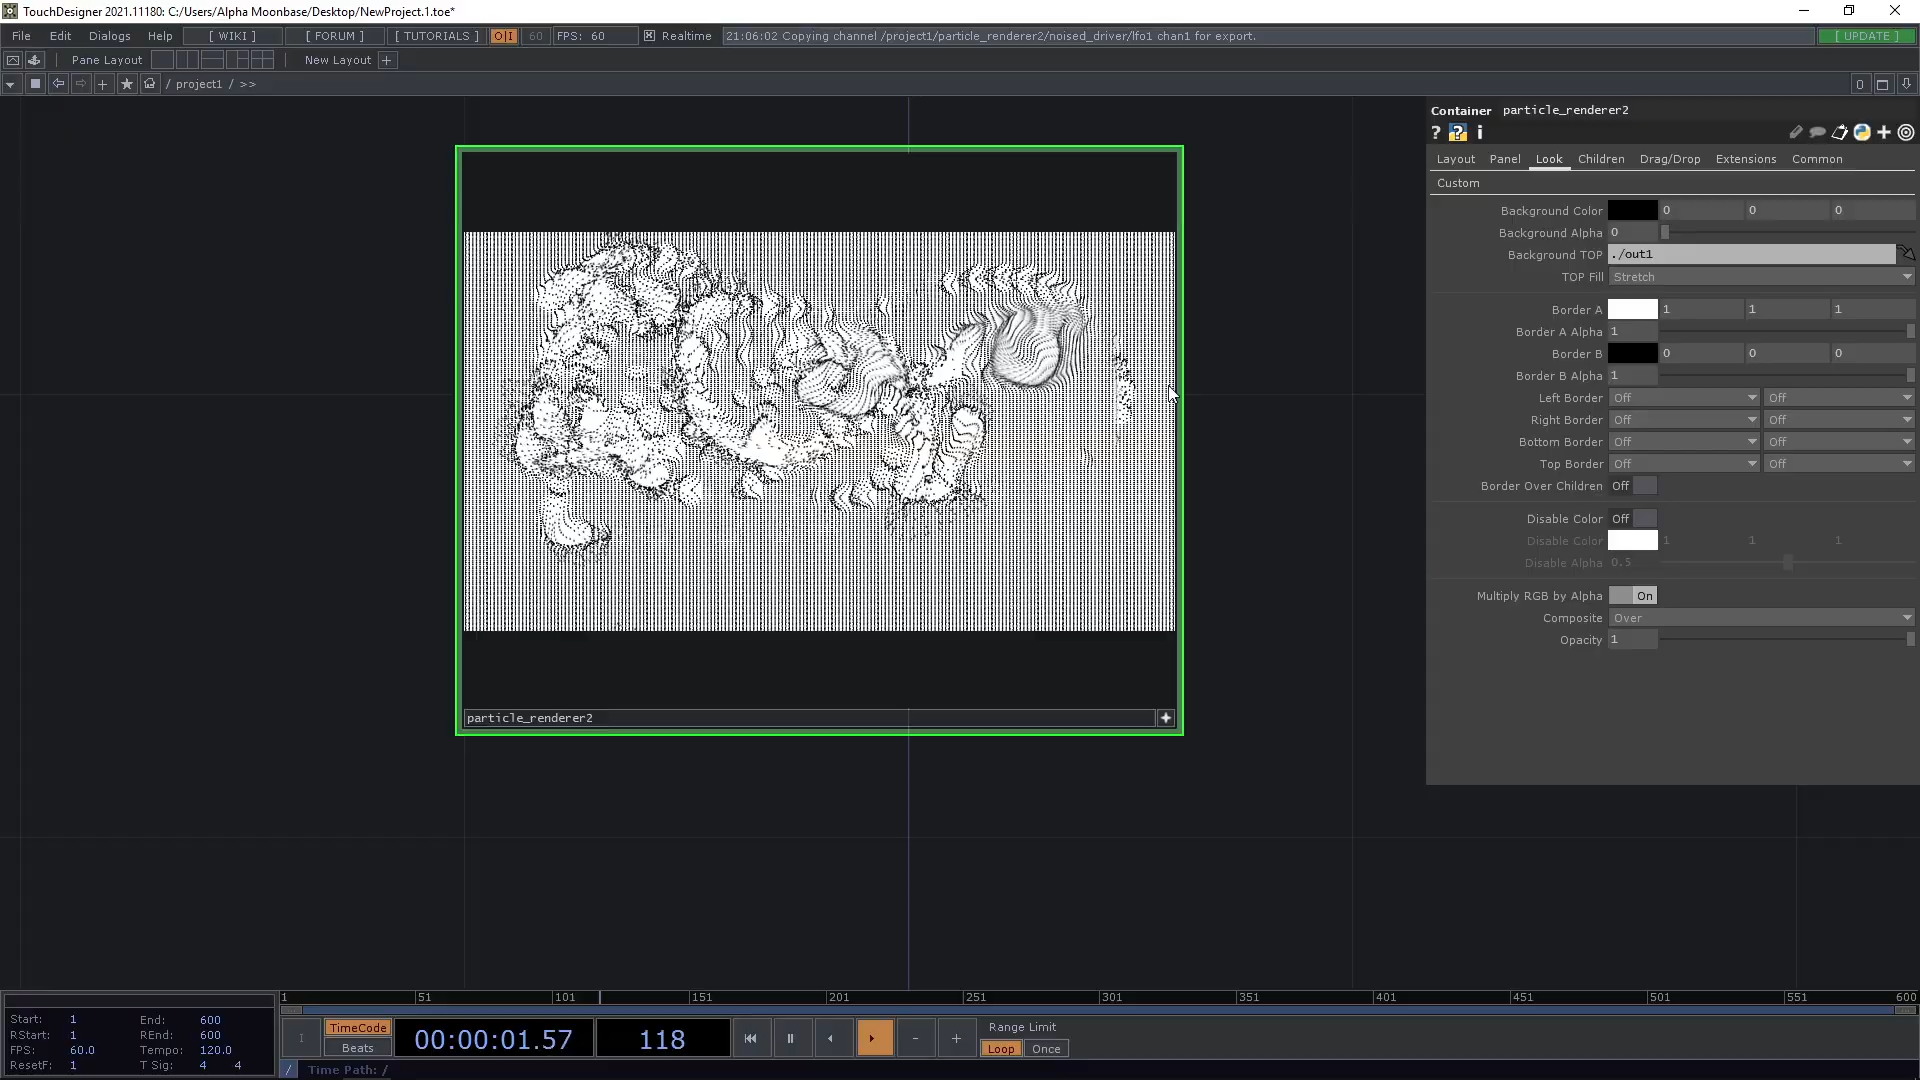 TouchDesigner 2021.11180: C:/Users/Alpha Moonbase/Desktop/NewProject.1.toe*
File Edit Dialogs Help [ WIKI ] [ FORUM ] [ TUTORIALS ] O|I 60 FPS: 60 Realtime 21:06:02 Copying channel /project1/particle_renderer2/noised_driver/lfo1 chan1 for export. [ UPDATE ]
Pane Layout New Layout +
/ project1 / >> 0
Container particle_renderer2
? ? i
Layout Panel Look Children Drag/Drop Extensions Common
Custom
Background Color 0 0 0
Background Alpha 0
Background TOP ./out1
TOP Fill Stretch
Border A 1 1 1
Border A Alpha 1
Border B 0 0 0
Border B Alpha 1
Left Border Off Off
Right Border Off Off
Bottom Border Off Off
Top Border Off Off
Border Over Children Off
Disable Color Off
Disable Color 1 1 1
Disable Alpha 0.5
Multiply RGB by Alpha On
Composite Over
Opacity 1
particle_renderer2
1 51 101 151 201 251 301 351 401 451 501 551 600
Start: 1 End: 600
RStart: 1 REnd: 600
FPS: 60.0 Tempo: 120.0
ResetF: 1 T Sig: 4 4
I TimeCode Beats 00:00:01.57 118 - + Range Limit
Loop Once
/ Time Path: /